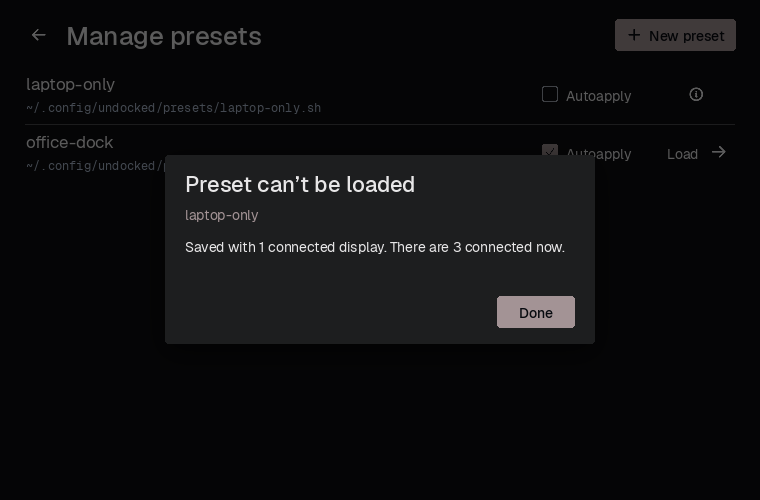 Manage presets
New preset
laptop-only
~/.config/undocked/presets/laptop-only.sh
Autoapply
office-dock
~/.config/undocked/
Autoapply
Load
Preset can’t be loaded
laptop-only
Saved with 1 connected display. There are 3 connected now.
Done